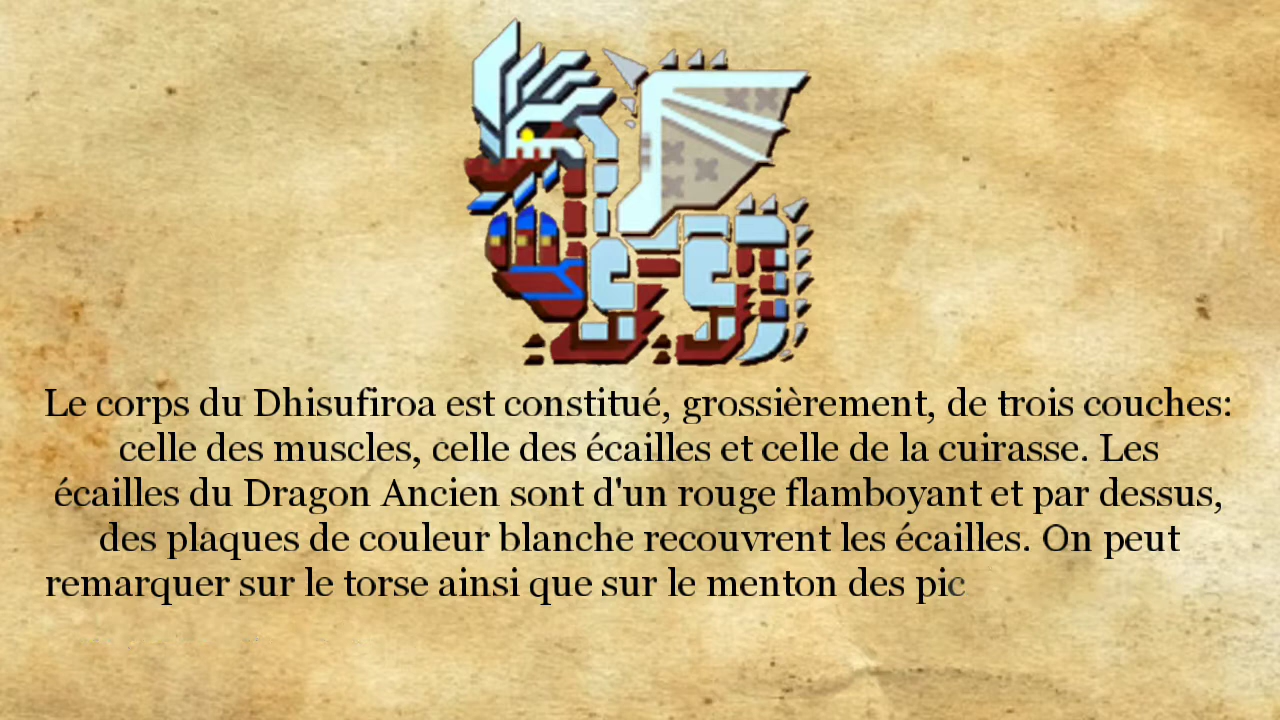 Le corps du Dhisufiroa est constitué, grossièrement, de trois couches:
celle des muscles, celle des écailles et celle de la cuirasse. Les
écailles du Dragon Ancien sont d'un rouge flamboyant et par dessus,
des plaques de couleur blanche recouvrent les écailles. On peut
remarquer sur le torse ainsi que sur le menton des pic